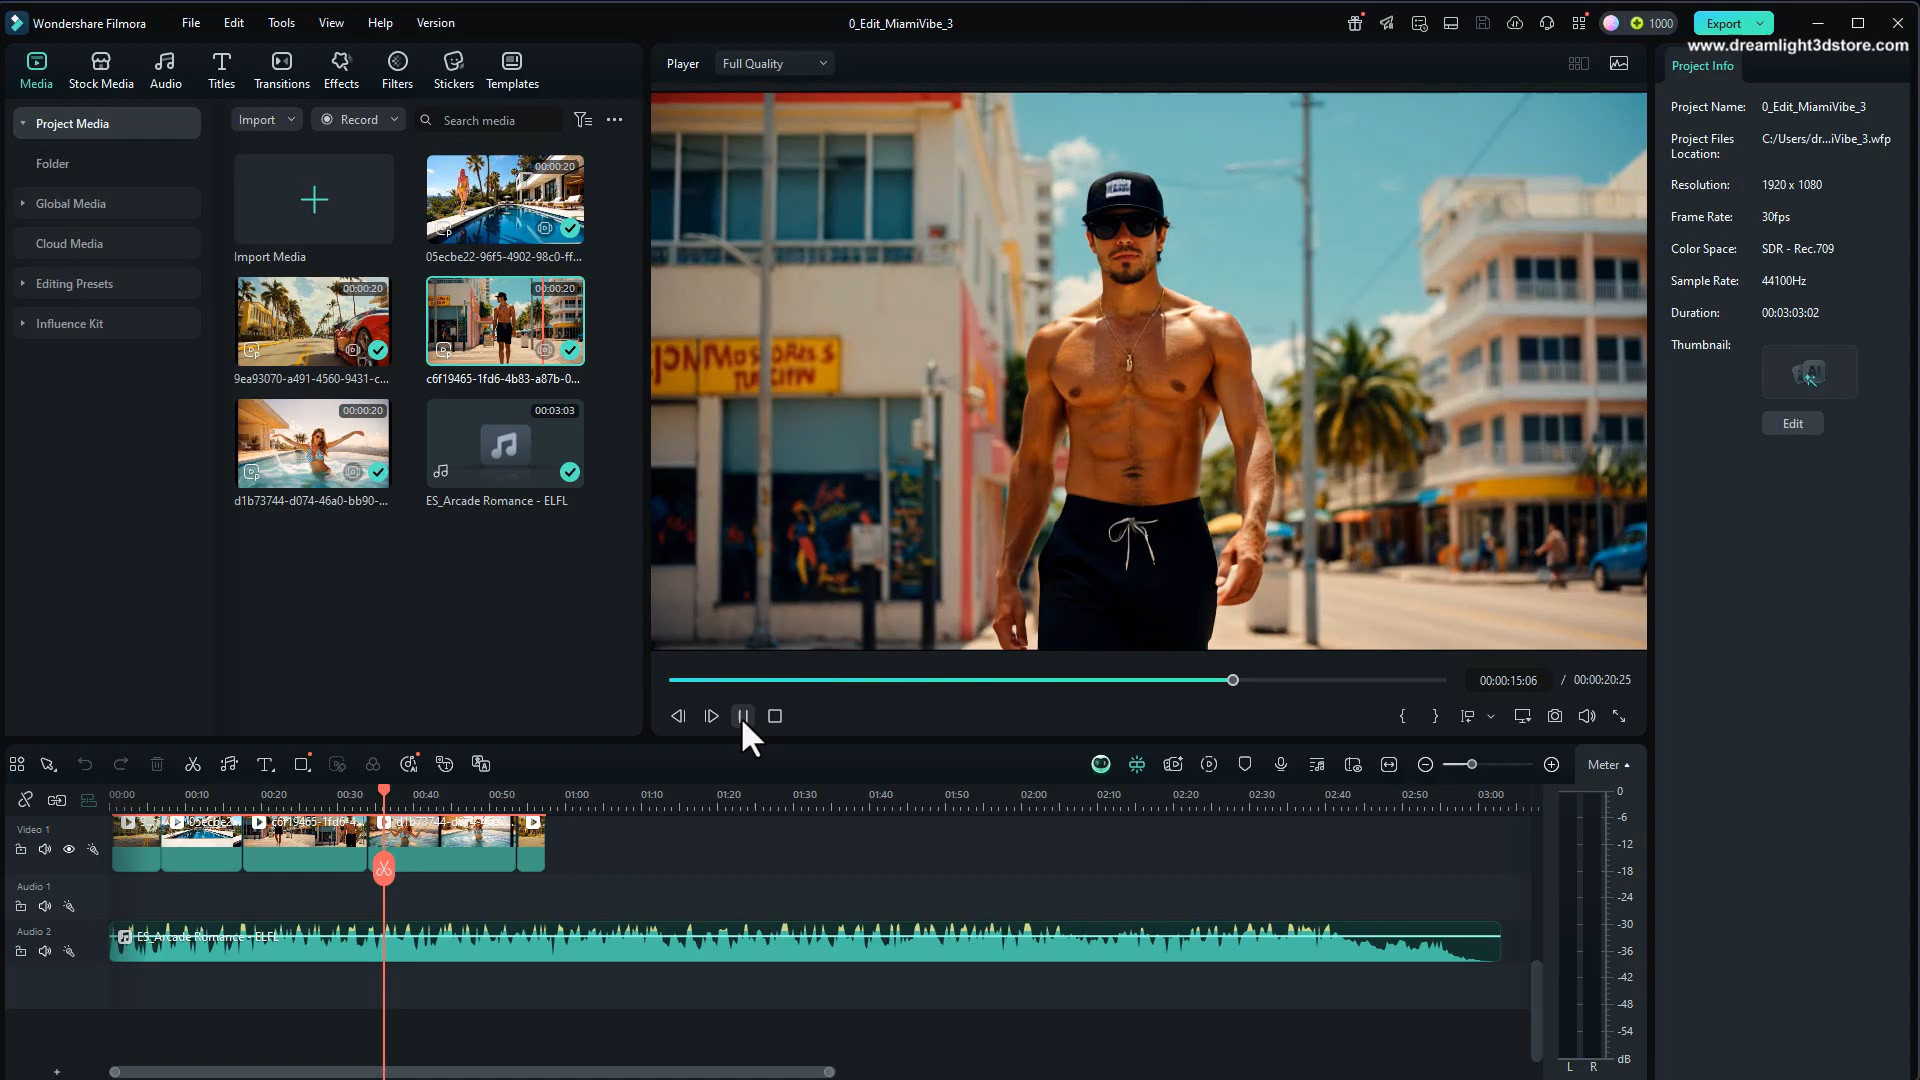 Wondershare Filmora
File
Edit
Tools
View
Help
Version
0_Edit_MiamiVibe_3
1000
Export
www.dreamlight3dstore.com
Media
Stock Media
Audio
Titles
Transitions
Effects
Filters
Stickers
Templates
Player
Full Quality
Project Info
Project Media
Folder
Global Media
Cloud Media
Editing Presets
Influence Kit
Import
Record
Search media
Import Media
00:00:20
05ecbe22-96f5-4902-98c0-ff...
00:00:20
9ea93070-a491-4560-9431-c...
00:00:20
c6f19465-1fd6-4b83-a87b-0...
00:00:20
d1b73744-d074-46a0-bb90-...
00:03:03
ES_Arcade Romance - ELFL
Project Name: 0_Edit_MiamiVibe_3
Project Files Location: C:/Users/dr...iVibe_3.wfp
Resolution: 1920 x 1080
Frame Rate: 30fps
Color Space: SDR - Rec.709
Sample Rate: 44100Hz
Duration: 00:03:03:02
Thumbnail:
Edit
00:00:15:06 / 00:00:20:25
Meter
00:00 00:10 00:20 00:30 00:40 00:50 01:00 01:10 01:20 01:30 01:40 01:50 02:00 02:10 02:20 02:30 02:40 02:50 03:00
Video 1
05ecbe2...
c6f19465-1fd6-4...
d1b73744-d074-46a0...
Audio 1
Audio 2
ES_Arcade Romance - ELFL
0
-6
-12
-18
-24
-30
-36
-42
-48
-54
dB
L R